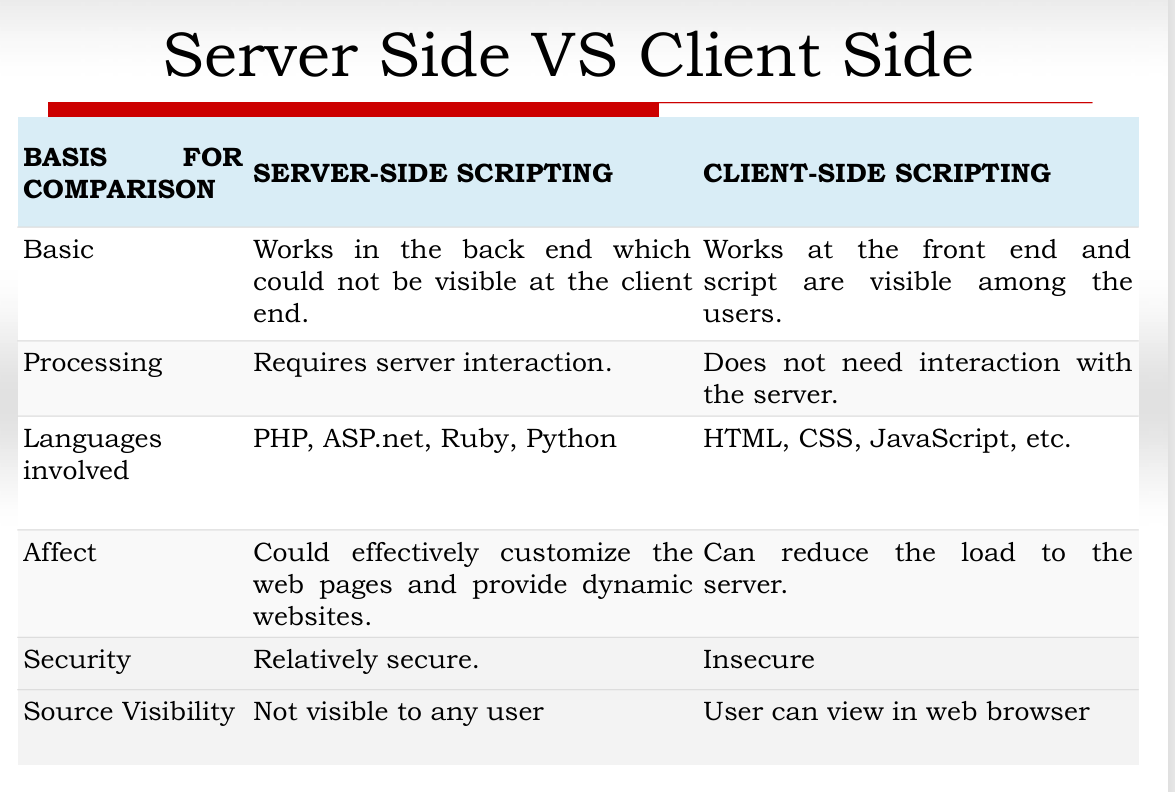 Server Side VS Client Side
BASIS FOR
COMPARISON
SERVER-SIDE SCRIPTING
CLIENT-SIDE SCRIPTING
Basic
Works in the back end which
could not be visible at the client
end.
Works at the front end and
script are visible among the
users.
Processing
Requires server interaction.
Does not need interaction with
the server.
Languages
involved
PHP, ASP.net, Ruby, Python
HTML, CSS, JavaScript, etc.
Affect
Could effectively customize the
web pages and provide dynamic
websites.
Can reduce the load to the
server.
Security
Relatively secure.
Insecure
Source Visibility
Not visible to any user
User can view in web browser